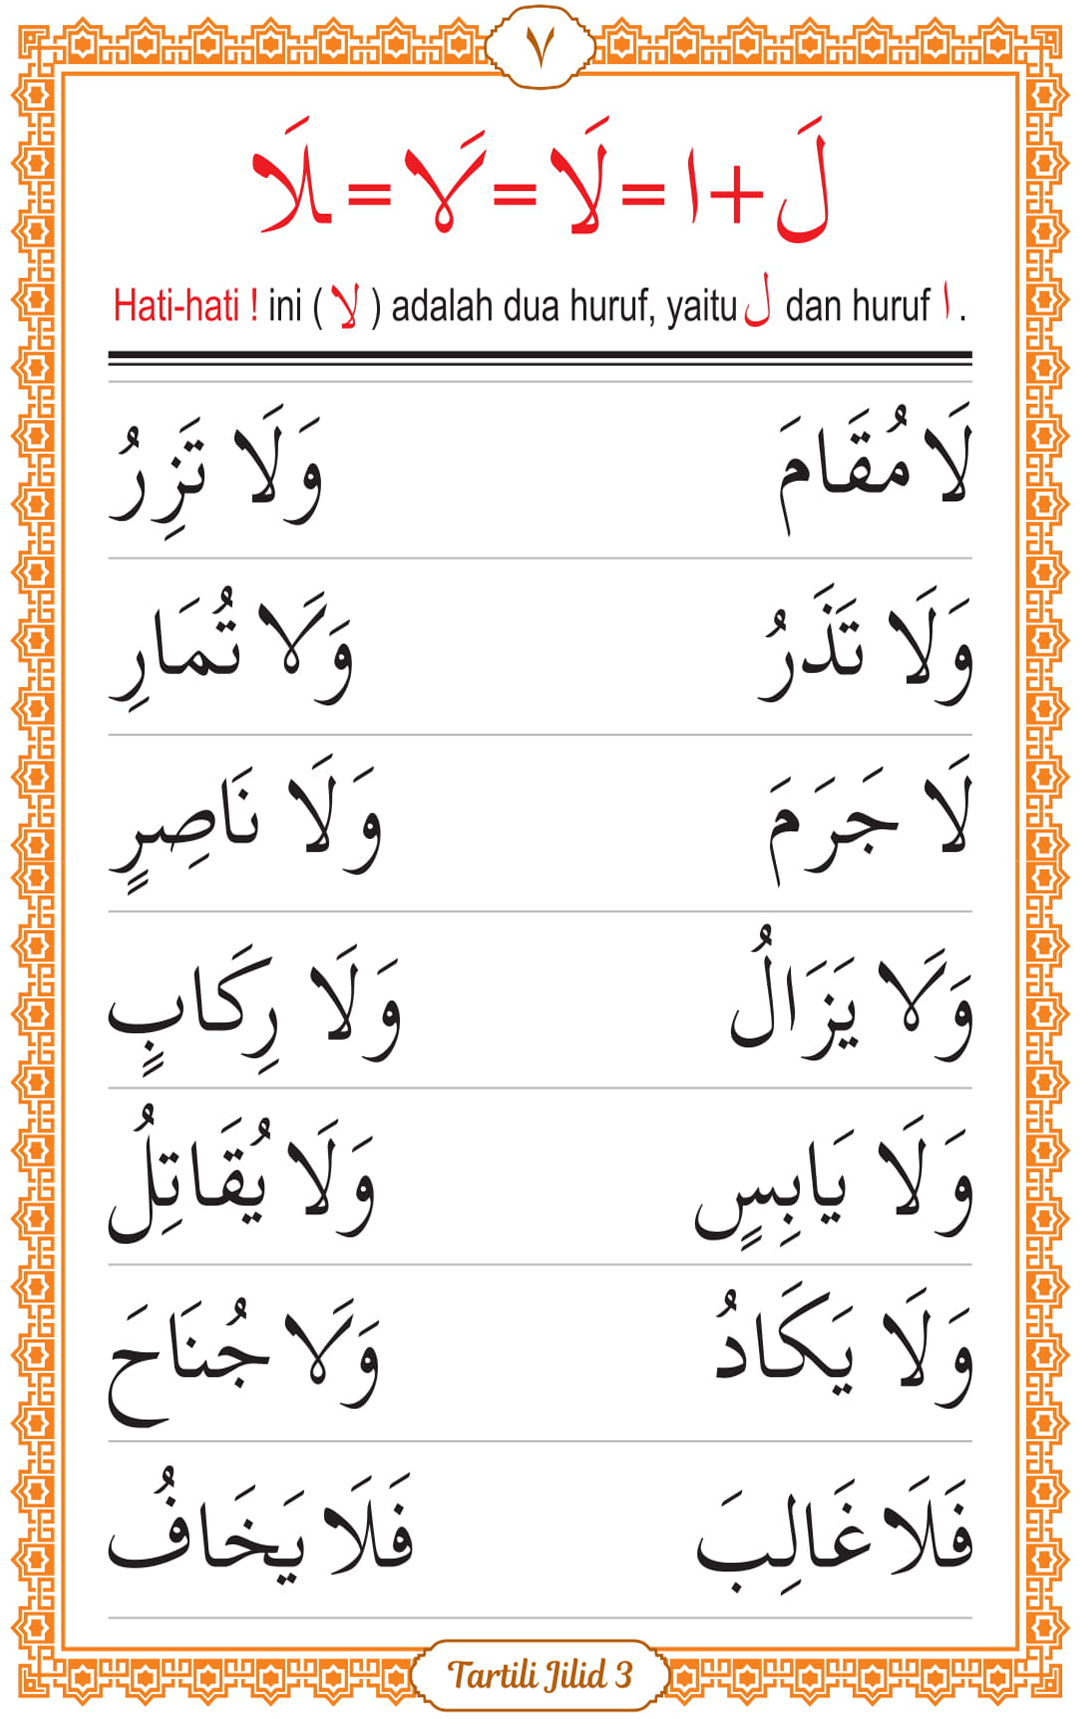 ٧
لَ + ا = لَا = لَا = ـلَا
Hati-hati ! ini ( لا ) adalah dua huruf, yaitu ل dan huruf ا .
لَا مُقَامَ وَلَا تَزِرُ
وَلَا تَذَرُ وَلَا تُمَارِ
لَا جَرَمَ وَلَا نَاصِرٍ
وَلَا يَزَالُ وَلَا رِكَابٍ
وَلَا يَابِسٍ وَلَا يُقَاتِلُ
وَلَا يَكَادُ وَلَا جُنَاحَ
فَلَا غَالِبَ فَلَا يَخَافُ
Tartili Jilid 3